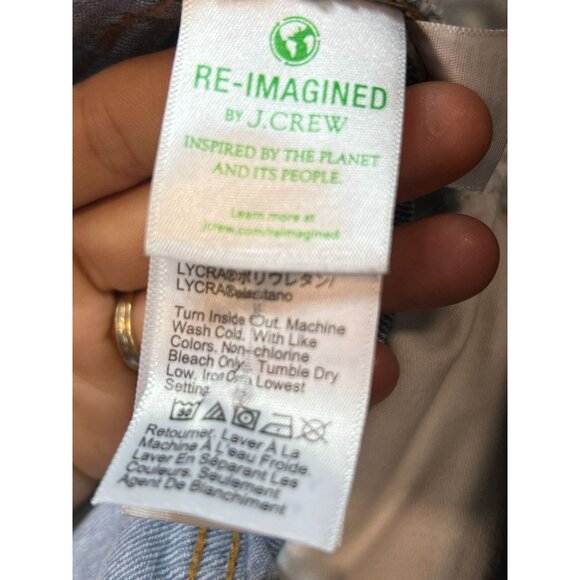 RE-IMAGINED
BY J.CREW
INSPIRED BY THE PLANET
AND ITS PEOPLE.
Learn more at
jcrew.com/reimagined
LYCRA®ポリウレタン/
LYCRA®elastano
Turn Inside Out. Machine
Wash Cold, With Like
Colors, Non-chlorine
Bleach Only. Tumble Dry
Low. Iron On Lowest
Setting.
30
Retourner. Laver À La
Machine À L'eau Froide.
Laver En Séparant Les
Couleurs. Seulement
Agent De Blanchiment